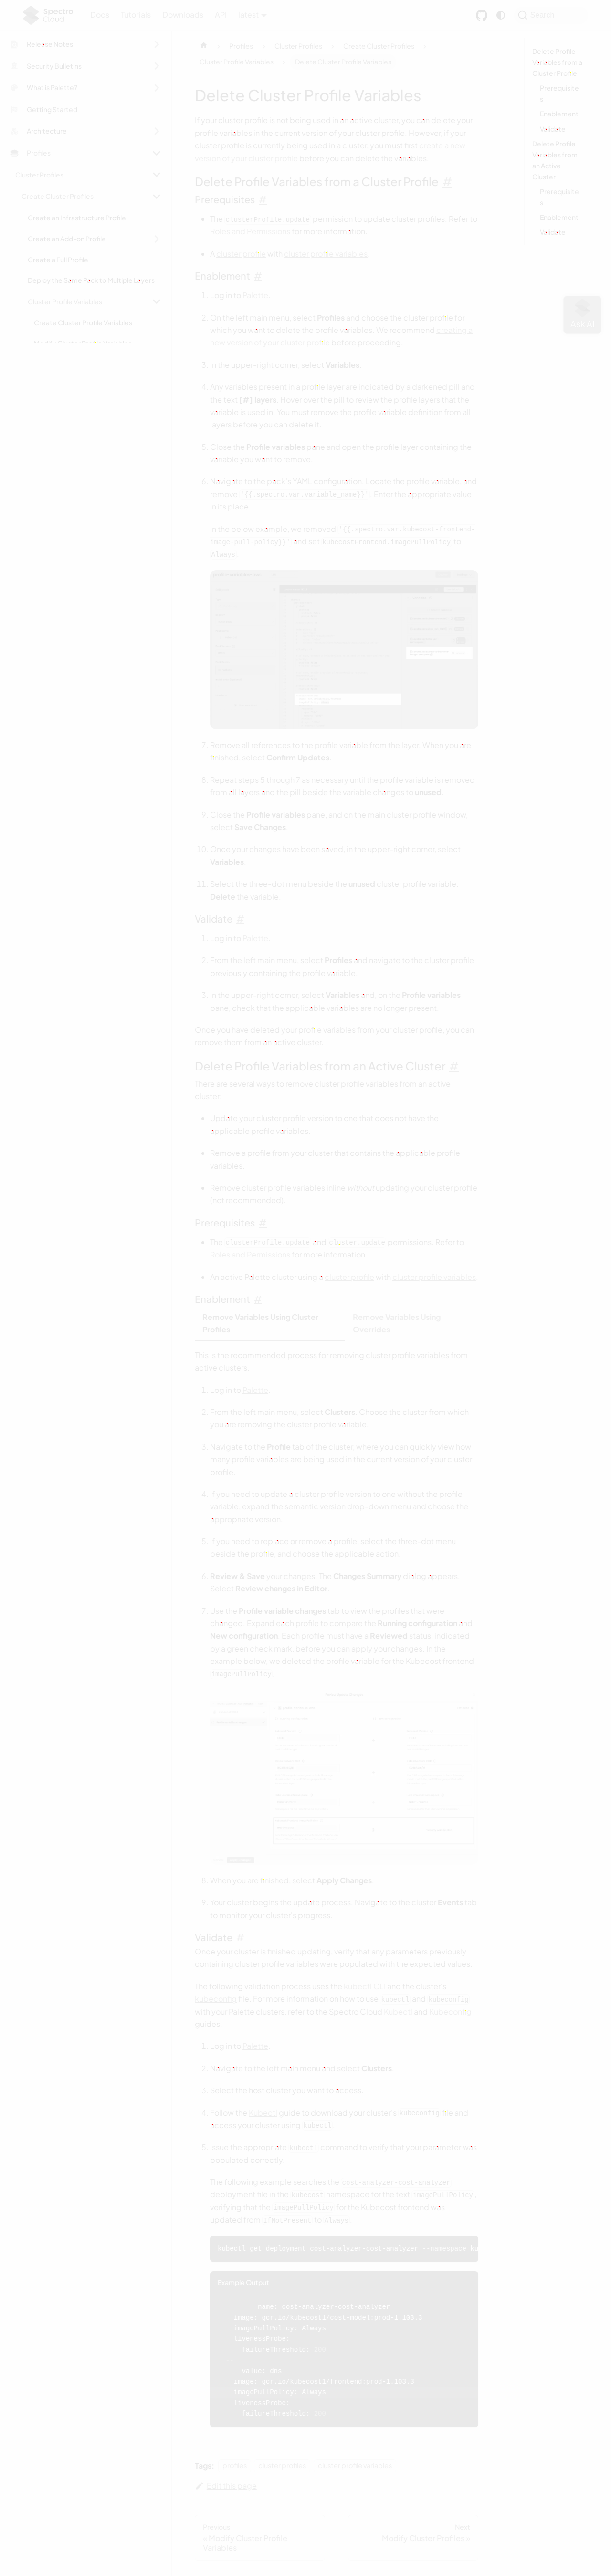 Spectro
Cloud
Docs
Tutorials
Downloads
API
Search
Release Notes
Security Bulletins
What is Palette?
Getting Started
Architecture
Profiles
Cluster Profiles
Create Cluster Profiles
Create an Infrastructure Profile
Create an Add-on Profile
Create a Full Profile
Deploy the Same Pack to Multiple Layers
Cluster Profile Variables
Create Cluster Profile Variables
Modify Cluster Profile Variables
Profiles
Cluster Profiles
Create Cluster Profiles
Cluster Profile Variables
Delete Cluster Profile Variables
Delete Cluster Profile Variables
If your cluster profile is not being used in an active cluster, you can delete your
profile variables in the current version of your cluster profile. However, if your
cluster profile is currently being used in a cluster, you must first create a new
version of your cluster profile before you can delete the variables.
Delete Profile Variables from a Cluster Profile #
Prerequisites #
The clusterProfile.update permission to update cluster profiles. Refer to
Roles and Permissions for more information.
A cluster profile with cluster profile variables.
Enablement #
1. Log in to Palette.
2. On the left main menu, select Profiles and choose the cluster profile for
which you want to delete the profile variables. We recommend creating a
new version of your cluster profile before proceeding.
3. In the upper-right corner, select Variables.
4. Any variables present in a profile layer are indicated by a darkened pill and
the text [#] layers. Hover over the pill to review the profile layers that the
variable is used in. You must remove the profile variable definition from all
layers before you can delete it.
5. Close the Profile variables pane and open the profile layer containing the
variable you want to remove.
6. Navigate to the pack's YAML configuration. Locate the profile variable, and
remove '{{.spectro.var.variable_name}}'. Enter the appropriate value
in its place.
In the below example, we removed '{{.spectro.var.kubecost-frontend-
image-pull-policy}}' and set kubecostFrontend.imagePullPolicy to
Always.
7. Remove all references to the profile variable from the layer. When you are
finished, select Confirm Updates.
8. Repeat steps 5 through 7 as necessary until the profile variable is removed
from all layers and the pill beside the variable changes to unused.
9. Close the Profile variables pane, and on the main cluster profile window,
select Save Changes.
10. Once your changes have been saved, in the upper-right corner, select
Variables.
11. Select the three-dot menu beside the unused cluster profile variable.
Delete the variable.
Validate #
1. Log in to Palette.
2. From the left main menu, select Profiles and navigate to the cluster profile
previously containing the profile variable.
3. In the upper-right corner, select Variables and, on the Profile variables
pane, check that the applicable variables are no longer present.
Once you have deleted your profile variables from your cluster profile, you can
remove them from an active cluster.
Delete Profile Variables from an Active Cluster #
There are several ways to remove cluster profile variables from an active
cluster:
Update your cluster profile version to one that does not have the
applicable profile variables.
Remove a profile from your cluster that contains the applicable profile
variables.
Remove cluster profile variables inline without updating your cluster profile
(not recommended).
Prerequisites #
The clusterProfile.update and cluster.update permissions. Refer to
Roles and Permissions for more information.
An active Palette cluster using a cluster profile with cluster profile variables.
Enablement #
Remove Variables Using Cluster
Profiles
Remove Variables Using
Overrides
This is the recommended process for removing cluster profile variables from
active clusters.
1. Log in to Palette.
2. From the left main menu, select Clusters. Choose the cluster from which
you are removing the cluster profile variable.
3. Navigate to the Profile tab of the cluster, where you can quickly view how
many profile variables are being used in the current version of your cluster
profile.
4. If you need to update a cluster profile version to one without the profile
variable, expand the semantic version drop-down menu and choose the
appropriate version.
5. If you need to replace or remove a profile, select the three-dot menu
beside the profile, and choose the applicable action.
6. Review & Save your changes. The Changes Summary dialog appears.
Select Review changes in Editor.
7. Use the Profile variable changes tab to view the profiles that were
changed. Expand each profile to compare the Running configuration and
New configuration. Each profile must have a Reviewed status, indicated
by a green check mark, before you can apply your changes. In the
example below, we deleted the profile variable for the Kubecost frontend
imagePullPolicy.
8. When you are finished, select Apply Changes.
9. Your cluster begins the update process. Navigate to the cluster Events tab
to monitor your cluster's progress.
Validate #
Once your cluster is finished updating, verify that any parameters previously
containing cluster profile variables were populated with the expected values.
The following validation process uses the kubectl CLI and the cluster's
kubeconfig file. For more information on how to use kubectl and kubeconfig
with your Palette clusters, refer to the Spectro Cloud Kubectl and Kubeconfig
guides.
1. Log in to Palette.
2. Navigate to the left main menu and select Clusters.
3. Select the host cluster you want to access.
4. Follow the Kubectl guide to download your cluster's kubeconfig file and
access your cluster using kubectl.
5. Issue the appropriate kubectl command to verify that your parameter was
populated correctly.
The following example searches the cost-analyzer-cost-analyzer
deployment file in the kubecost namespace for the text imagePullPolicy,
verifying that the imagePullPolicy for the Kubecost frontend was
updated from IfNotPresent to Always.
kubectl get deployment cost-analyzer-cost-analyzer --namespace
Example Output
name: cost-analyzer-cost-analyzer
image: gcr.io/kubecost1/cost-model:prod-1.103.3
imagePullPolicy: Always
livenessProbe:
failureThreshold:
value: dns
image: gcr.io/kubecost1/frontend:prod-1.103.3
imagePullPolicy: Always
livenessProbe:
failureThreshold:
Tags:
profiles
cluster profiles
cluster profile variables
Edit this page
Previous
« Modify Cluster Profile
Variables
Next
Modify Cluster Profiles »
Delete Profile
Variables from a
Cluster Profile
Prerequisite
s
Enablement
Validate
Delete Profile
Variables from
an Active
Cluster
Prerequisite
s
Enablement
Validate